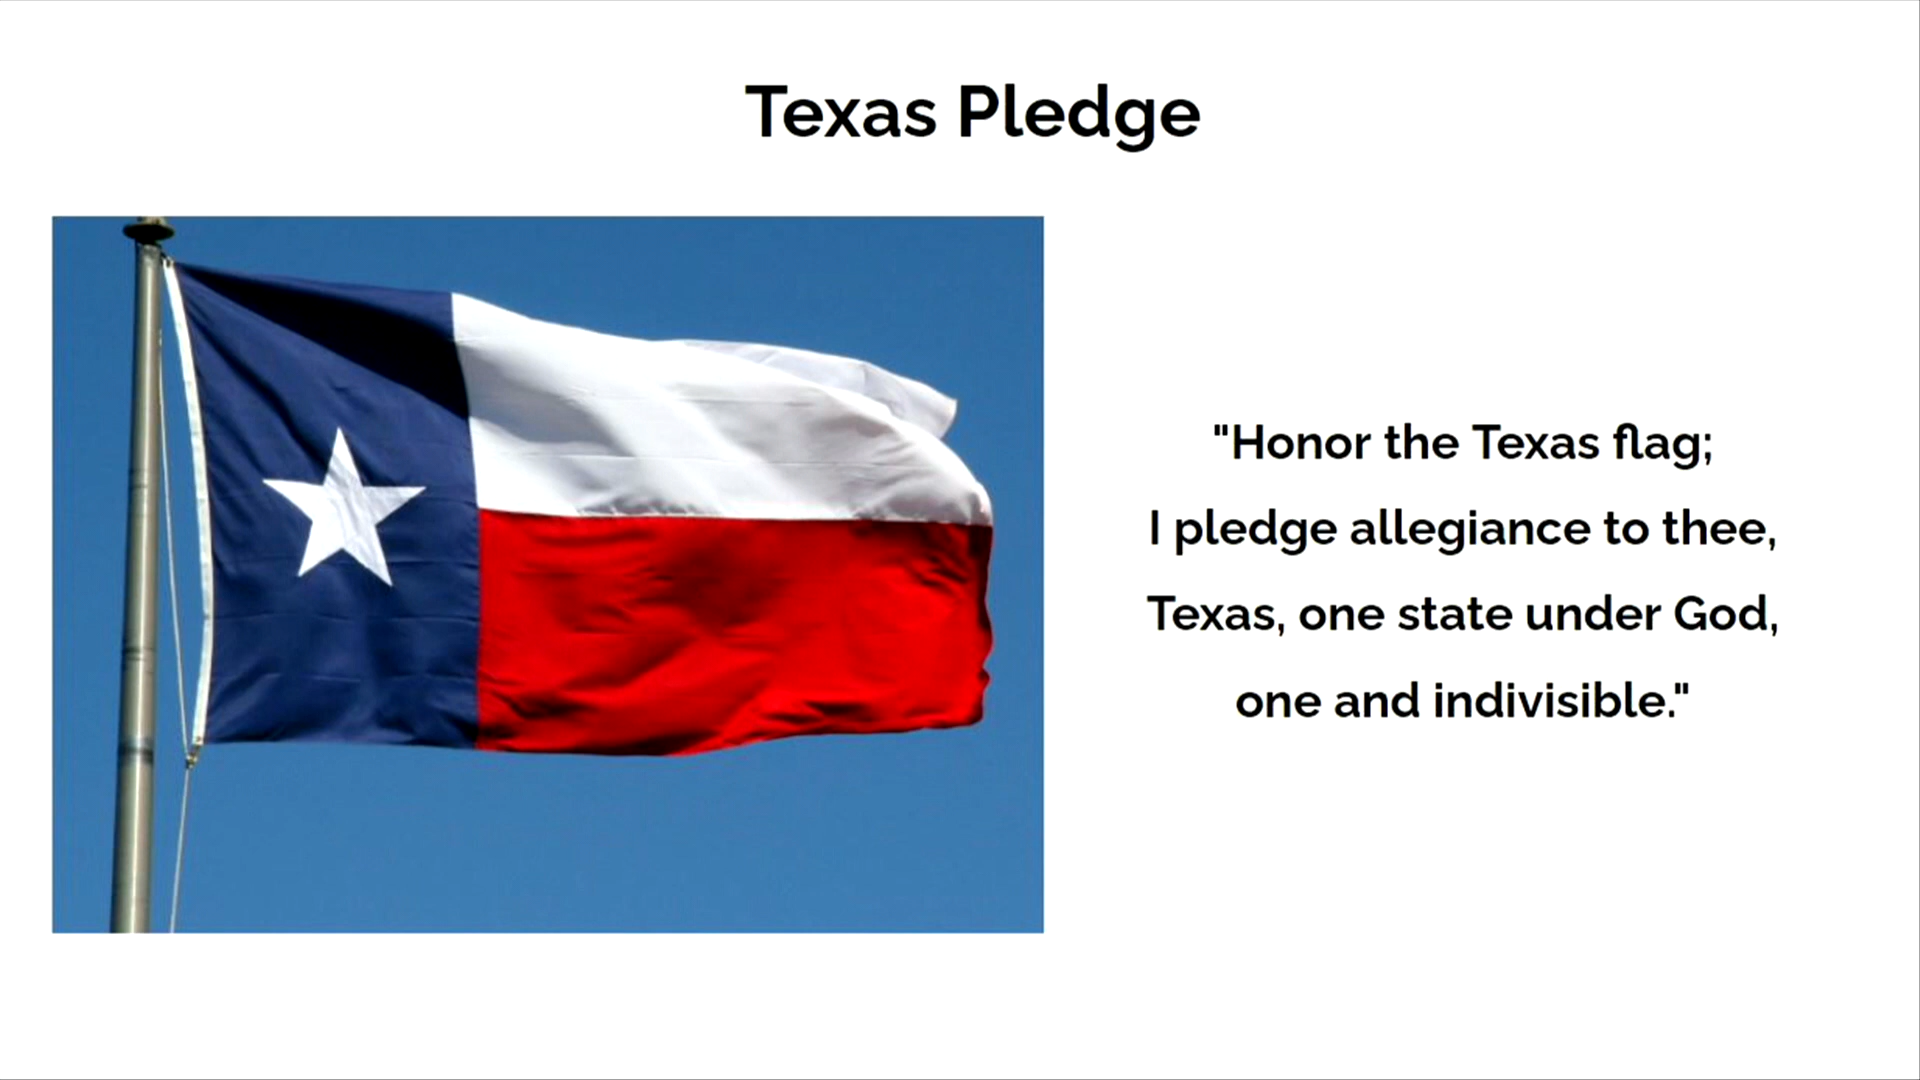 Texas Pledge
"Honor the Texas flag;
I pledge allegiance to thee,
Texas, one state under God,
one and indivisible."